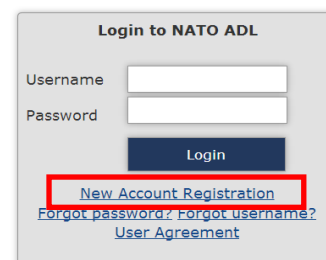 Login to NATO ADL
Username
Password
Login
New Account Registration
Forgot password? Forgot username?
User Agreement